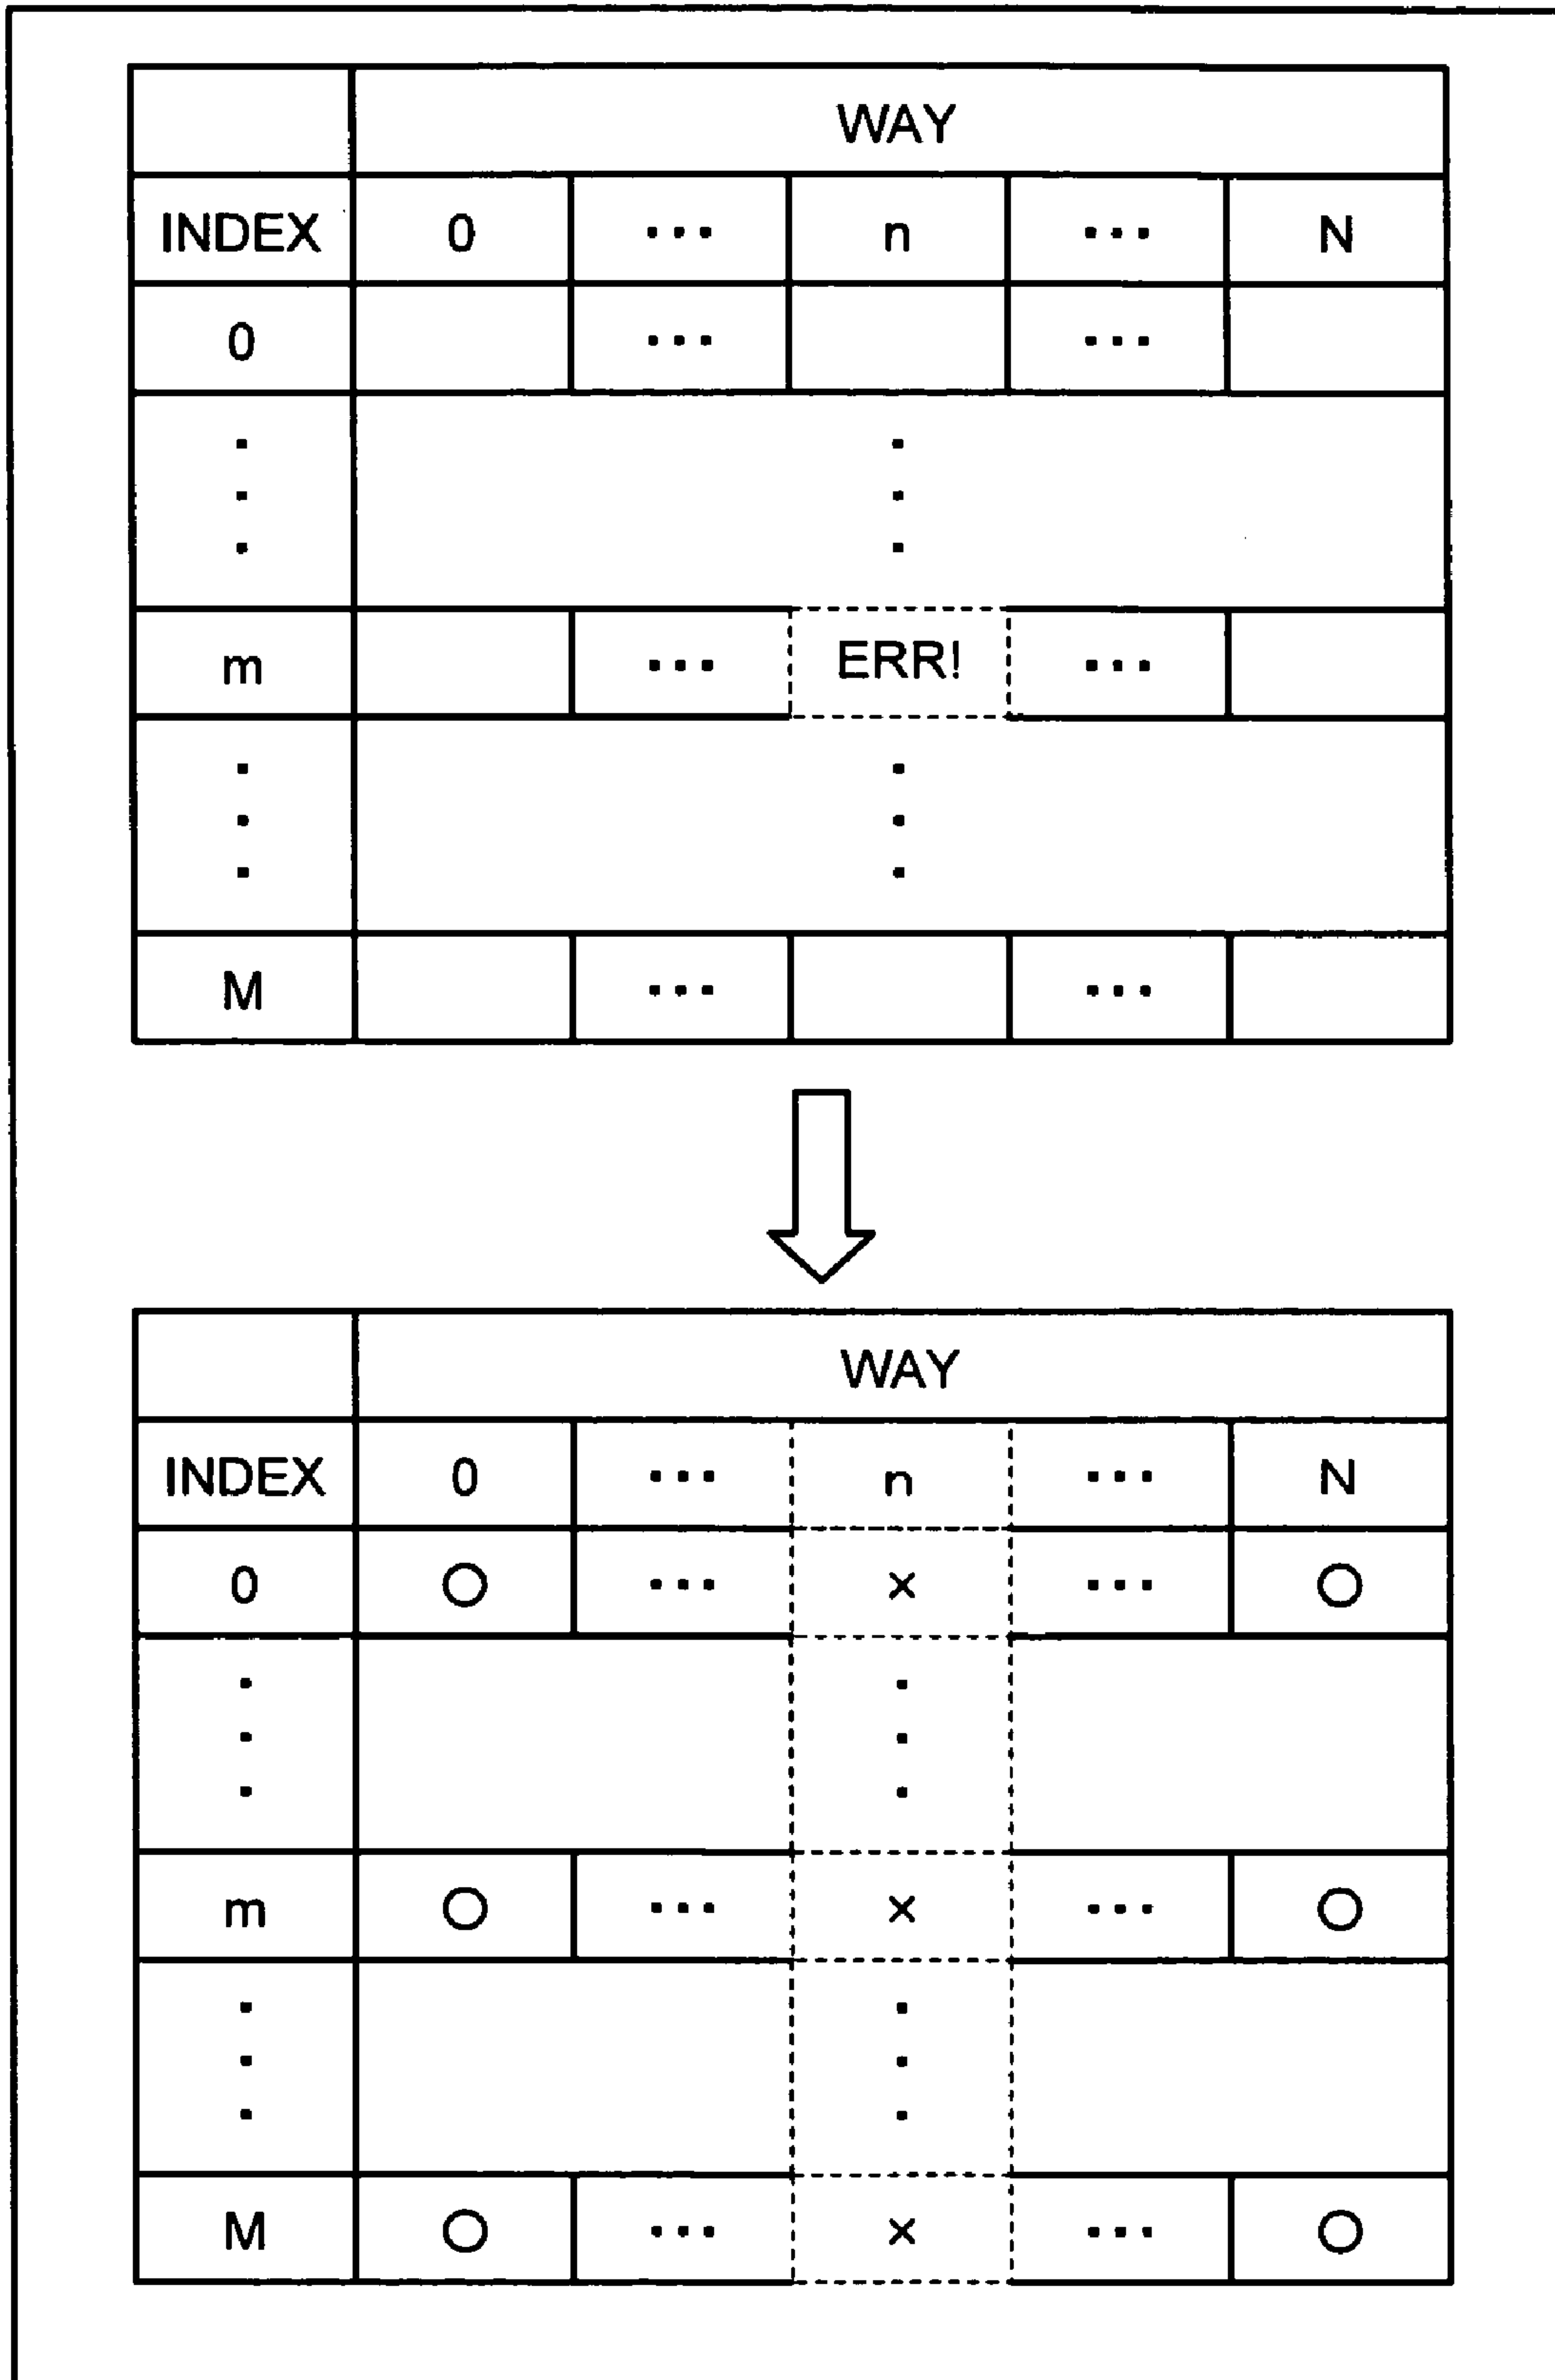 WAY
INDEX 0 ... n ... N
0 ... ...
.
.
.
m ... ERR! ...
.
.
.
M ... ...
WAY
INDEX 0 ... n ... N
0 ○ ... × ... ○
.
.
.
m ○ ... × ... ○
.
.
.
M ○ ... × ... ○